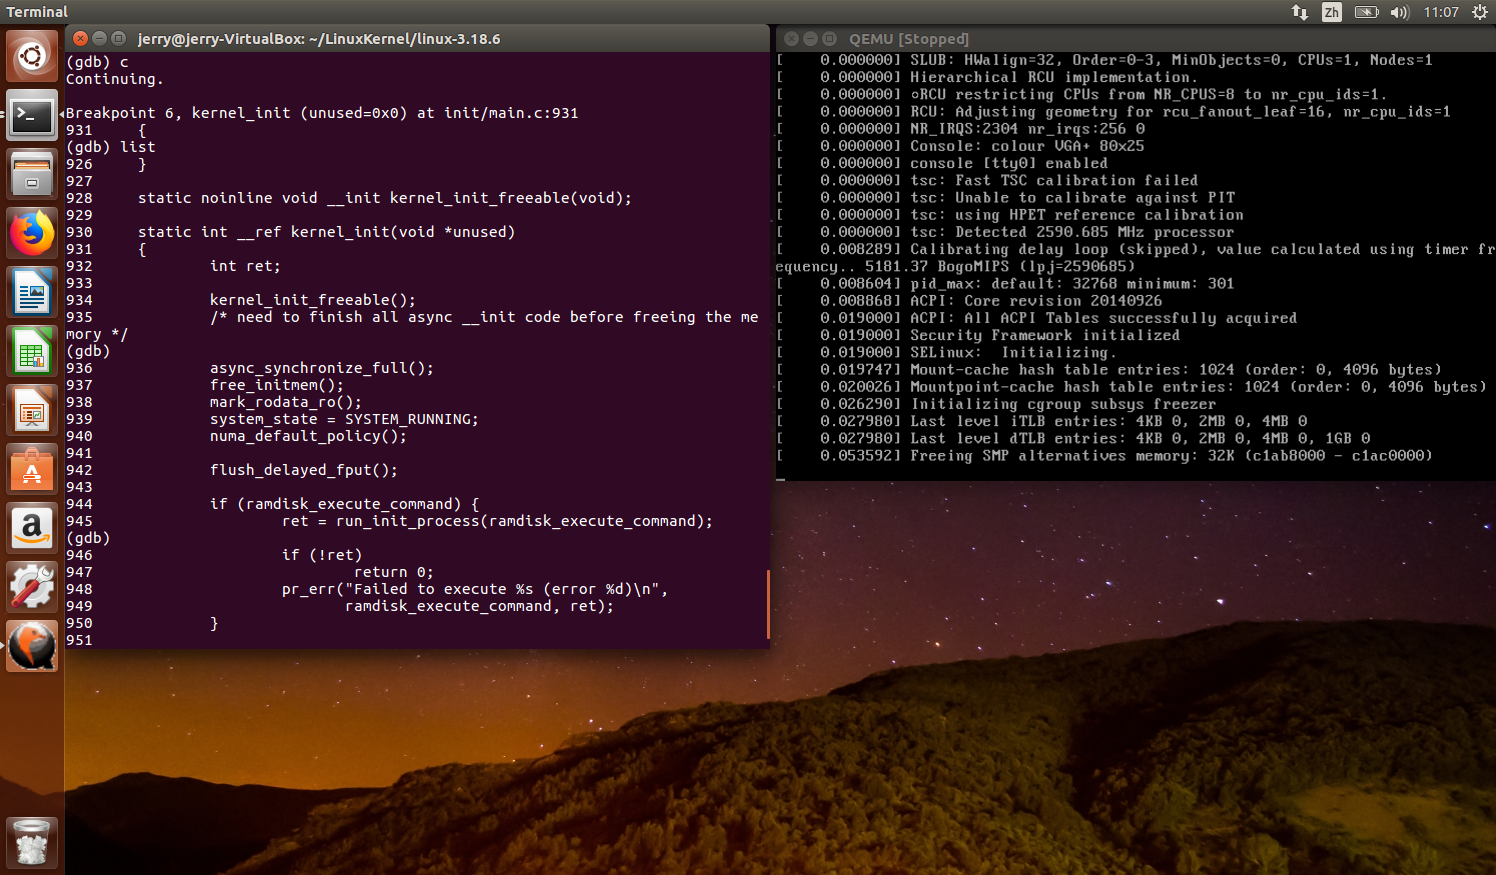 Terminal
Zh
11:07
jerry@jerry-VirtualBox: ~/LinuxKernel/linux-3.18.6
(gdb) c
Continuing.
Breakpoint 6, kernel_init (unused=0x0) at init/main.c:931
931     {
(gdb) list
926     }
927
928     static noinline void __init kernel_init_freeable(void);
929
930     static int __ref kernel_init(void *unused)
931     {
932             int ret;
933
934             kernel_init_freeable();
935             /* need to finish all async __init code before freeing the me
mory */
(gdb)
936             async_synchronize_full();
937             free_initmem();
938             mark_rodata_ro();
939             system_state = SYSTEM_RUNNING;
940             numa_default_policy();
941
942             flush_delayed_fput();
943
944             if (ramdisk_execute_command) {
945                     ret = run_init_process(ramdisk_execute_command);
(gdb)
946                     if (!ret)
947                             return 0;
948                     pr_err("Failed to execute %s (error %d)\n",
949                            ramdisk_execute_command, ret);
950             }
951
QEMU [Stopped]
[    0.000000] SLUB: HWalign=32, Order=0-3, MinObjects=0, CPUs=1, Nodes=1
[    0.000000] Hierarchical RCU implementation.
[    0.000000] ○RCU restricting CPUs from NR_CPUS=8 to nr_cpu_ids=1.
[    0.000000] RCU: Adjusting geometry for rcu_fanout_leaf=16, nr_cpu_ids=1
[    0.000000] NR_IRQS:2304 nr_irqs:256 0
[    0.000000] Console: colour VGA+ 80x25
[    0.000000] console [tty0] enabled
[    0.000000] tsc: Fast TSC calibration failed
[    0.000000] tsc: Unable to calibrate against PIT
[    0.000000] tsc: using HPET reference calibration
[    0.000000] tsc: Detected 2590.685 MHz processor
[    0.008289] Calibrating delay loop (skipped), value calculated using timer fr
equency.. 5181.37 BogoMIPS (lpj=2590685)
[    0.008604] pid_max: default: 32768 minimum: 301
[    0.008868] ACPI: Core revision 20140926
[    0.019000] ACPI: All ACPI Tables successfully acquired
[    0.019000] Security Framework initialized
[    0.019000] SELinux:  Initializing.
[    0.019747] Mount-cache hash table entries: 1024 (order: 0, 4096 bytes)
[    0.020026] Mountpoint-cache hash table entries: 1024 (order: 0, 4096 bytes)
[    0.026290] Initializing cgroup subsys freezer
[    0.027980] Last level iTLB entries: 4KB 0, 2MB 0, 4MB 0
[    0.027980] Last level dTLB entries: 4KB 0, 2MB 0, 4MB 0, 1GB 0
[    0.053592] Freeing SMP alternatives memory: 32K (c1ab8000 - c1ac0000)